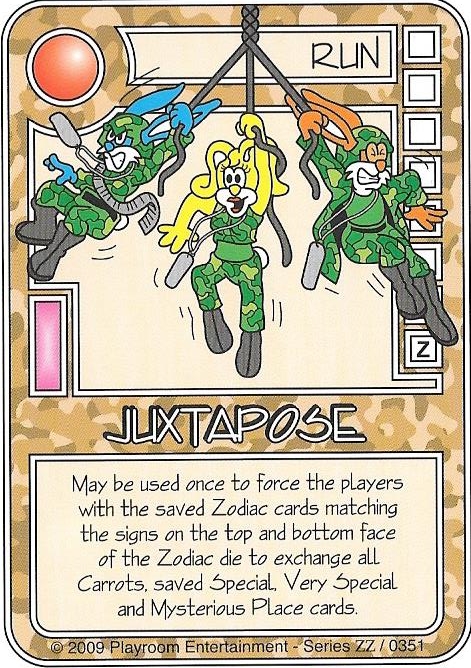 RUN
Z
JUXTAPOSE
May be used once to force the players
with the saved Zodiac cards matching
the signs on the top and bottom face
of the Zodiac die to exchange all
Carrots, saved Special, Very Special
and Mysterious Place cards.
© 2009 Playroom Entertainment - Series ZZ / 0351